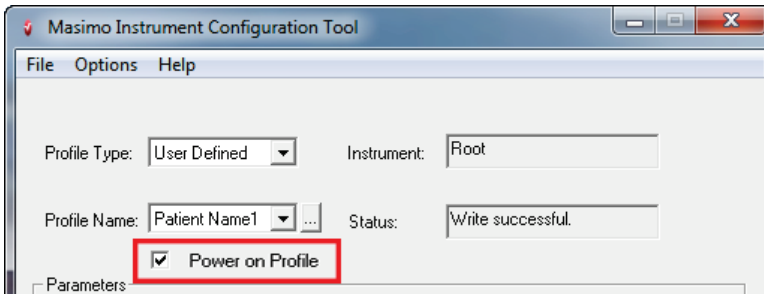 Masimo Instrument Configuration Tool
File Options Help
Profile Type: User Defined Instrument: Root
Profile Name: Patient Name1 ... Status: Write successful.
Power on Profile
Parameters